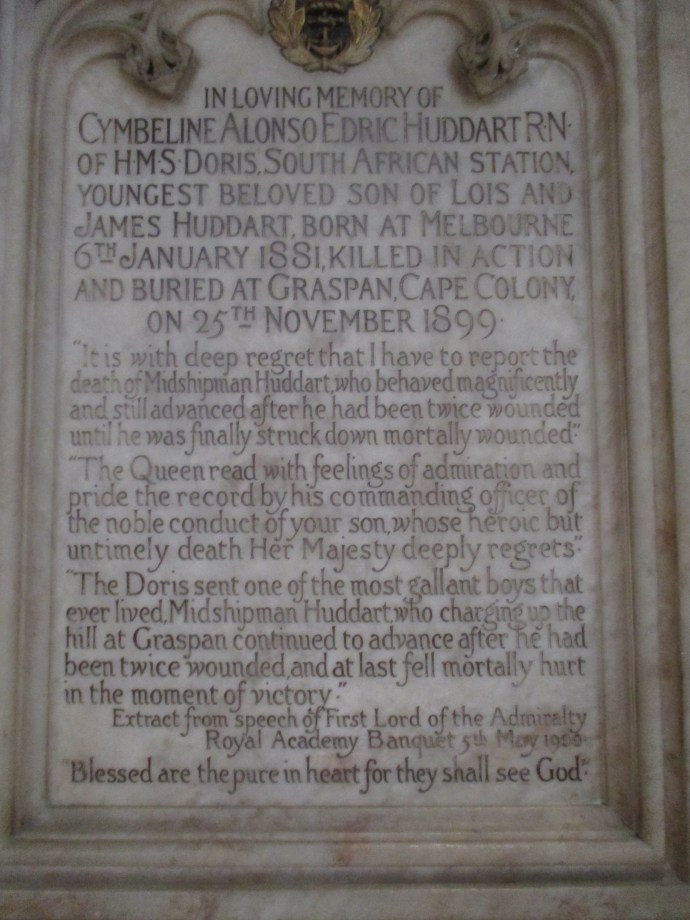 IN LOVING MEMORY OF
CYMBELINE ALONSO EDRIC HUDDART R·N·
OF H·M·S·DORIS, SOUTH AFRICAN STATION,
YOUNGEST BELOVED SON OF LOIS AND
JAMES HUDDART, BORN AT MELBOURNE
6TH JANUARY 1881, KILLED IN ACTION
AND BURIED AT GRASPAN, CAPE COLONY,
ON 25TH NOVEMBER 1899·
"It is with deep regret that I have to report the
death of Midshipman Huddart, who behaved magnificently
and still advanced after he had been twice wounded
until he was finally struck down mortally wounded"·
"The Queen read with feelings of admiration and
pride the record by his commanding officer of
the noble conduct of your son, whose heroic but
untimely death Her Majesty deeply regrets"·
"The Doris sent one of the most gallant boys that
ever lived, Midshipman Huddart, who charging up the
hill at Graspan continued to advance after he had
been twice wounded, and at last fell mortally hurt
in the moment of victory·"
Extract from speech of First Lord of the Admiralty
Royal Academy Banquet 5th May 1900·
"Blessed are the pure in heart for they shall see God"·